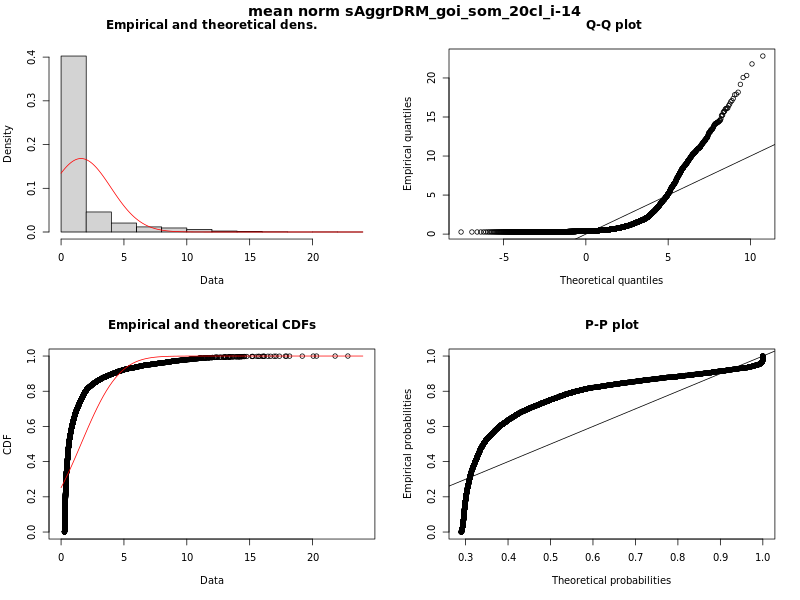 mean norm sAggrDRM_goi_som_20cl_i-14
Empirical and theoretical dens.
Density
0.0 0.1 0.2 0.3 0.4
0 5 10 15 20
Data
Q-Q plot
Empirical quantiles
0 5 10 15 20
-5 0 5 10
Theoretical quantiles
Empirical and theoretical CDFs
CDF
0.0 0.2 0.4 0.6 0.8 1.0
0 5 10 15 20
Data
P-P plot
Empirical probabilities
0.0 0.2 0.4 0.6 0.8 1.0
0.3 0.4 0.5 0.6 0.7 0.8 0.9 1.0
Theoretical probabilities